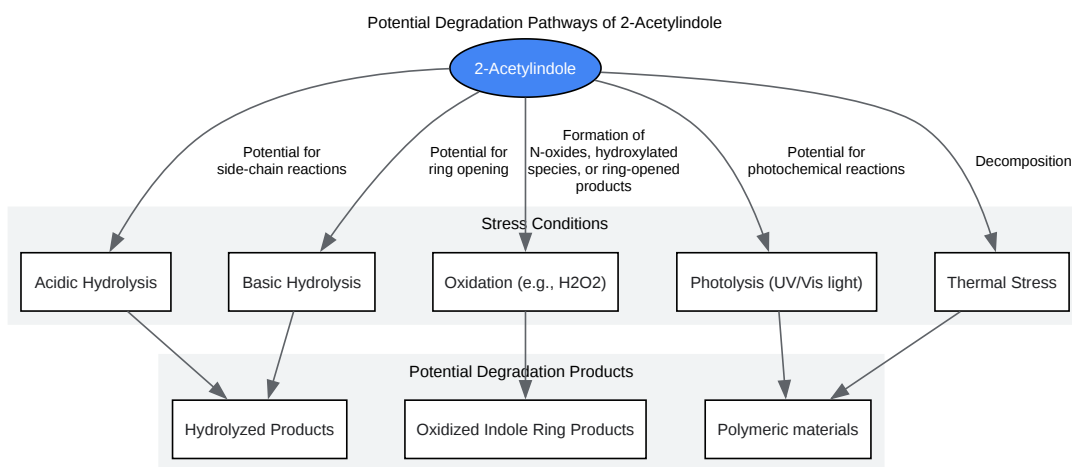 Potential Degradation Pathways of 2-Acetylindole
2-Acetylindole
Potential for
side-chain reactions
Potential for
ring opening
Formation of
N-oxides, hydroxylated
species, or ring-opened
products
Potential for
photochemical reactions
Decomposition
Stress Conditions
Acidic Hydrolysis
Basic Hydrolysis
Oxidation (e.g., H2O2)
Photolysis (UV/Vis light)
Thermal Stress
Potential Degradation Products
Hydrolyzed Products
Oxidized Indole Ring Products
Polymeric materials